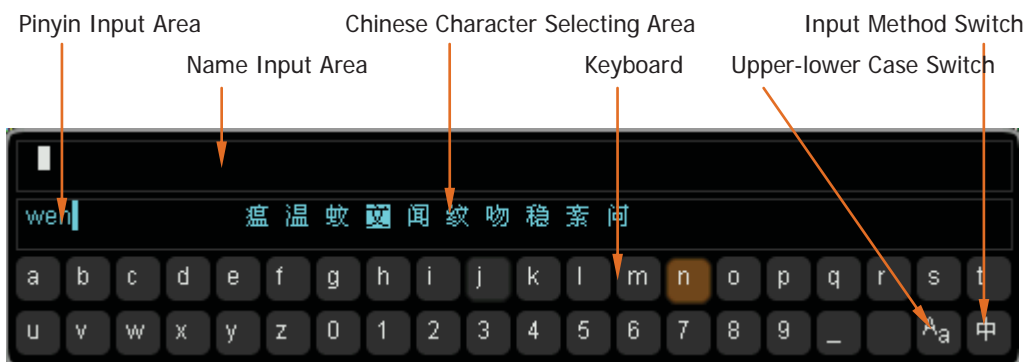 Pinyin Input Area Chinese Character Selecting Area Input Method Switch
Name Input Area Keyboard Upper-lower Case Switch
wen 瘟 温 蚊 文 闻 纹 吻 稳 紊 问
a b c d e f g h i j k l m n o p q r s t
u v w x y z 0 1 2 3 4 5 6 7 8 9 _ Aa 中